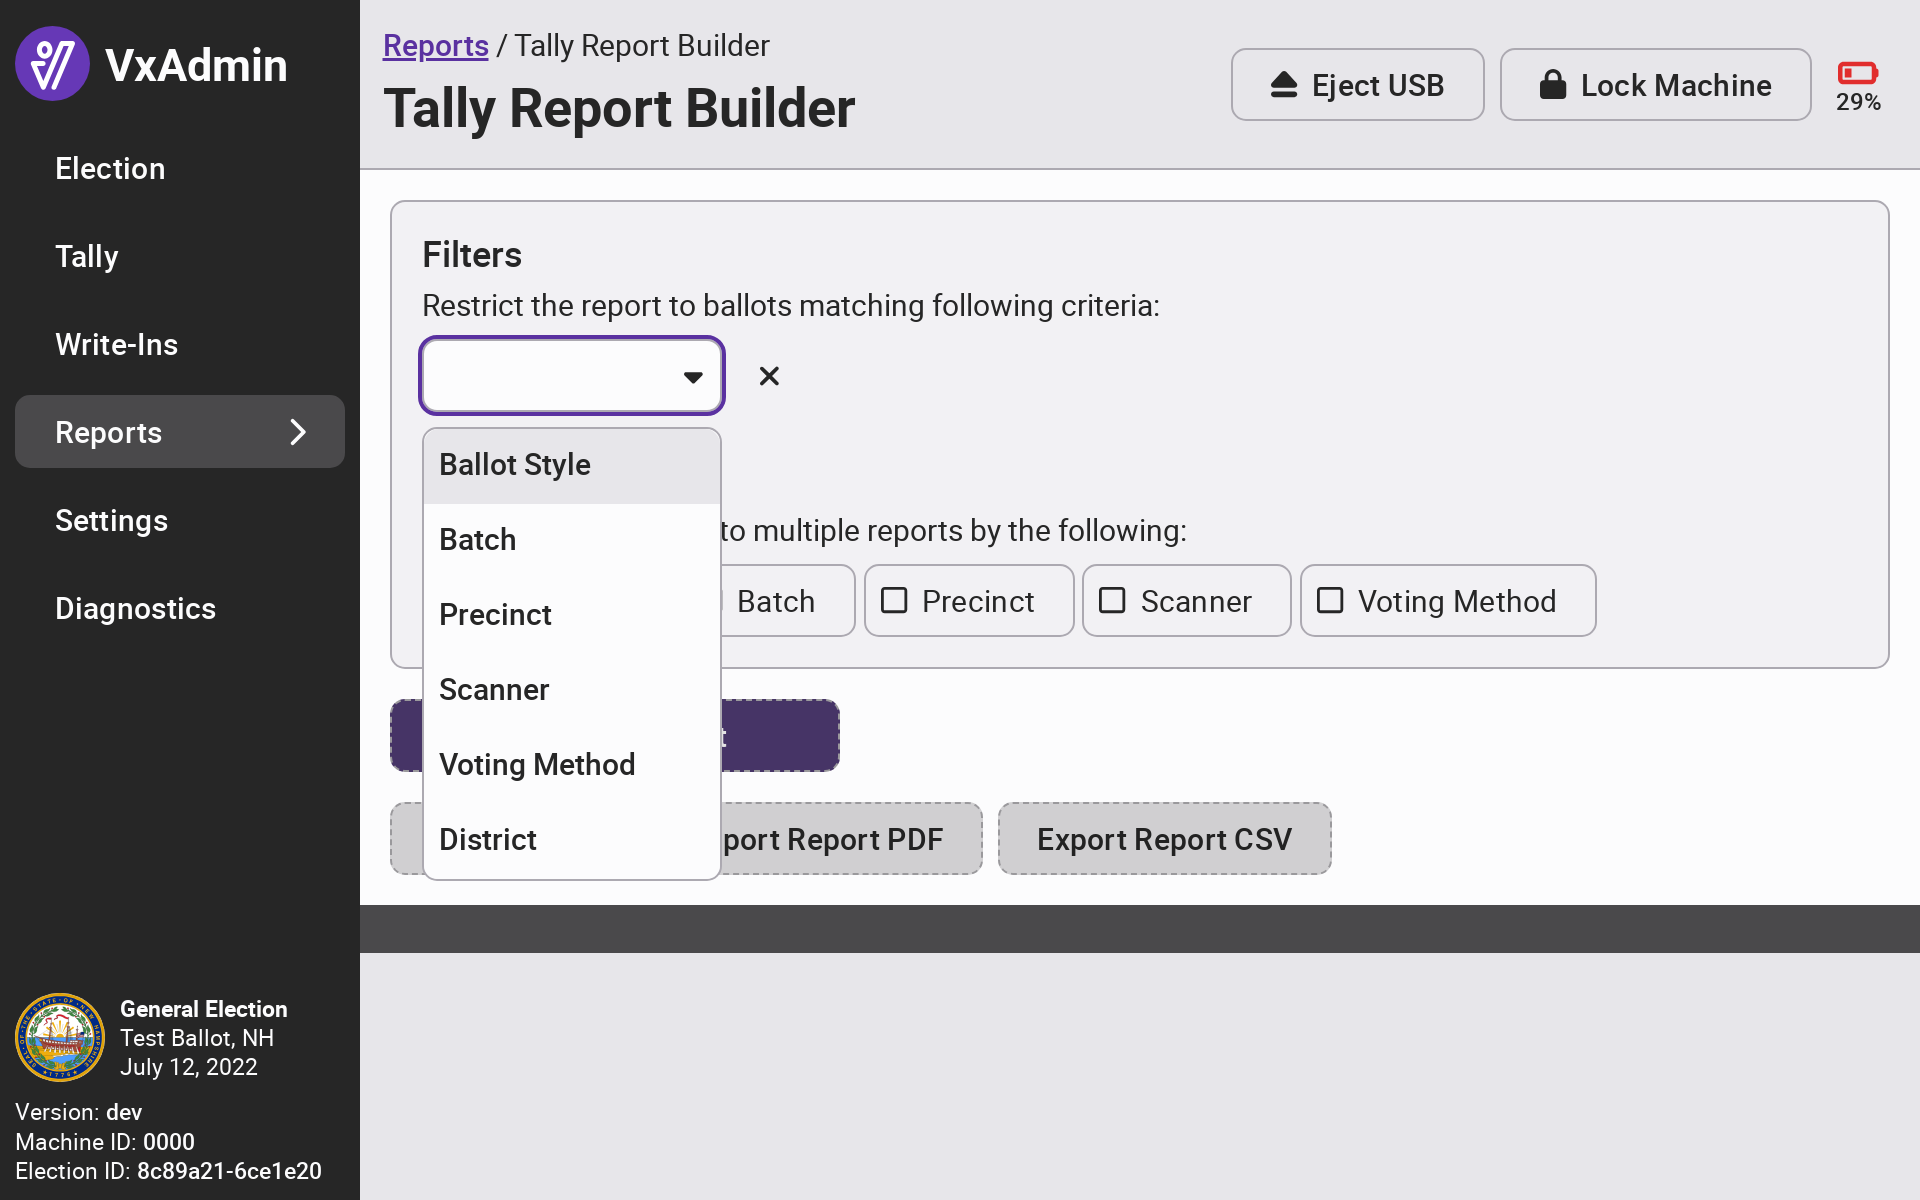 VxAdmin
Election
Tally
Write-Ins
Reports
Settings
Diagnostics
General Election
Test Ballot, NH
July 12, 2022
Version: dev
Machine ID: 0000
Election ID: 8c89a21-6ce1e20
Reports / Tally Report Builder
Tally Report Builder
Eject USB
Lock Machine
29%
Filters
Restrict the report to ballots matching following criteria:
Ballot Style
Batch
Precinct
Scanner
Voting Method
District
to multiple reports by the following:
Batch
Precinct
Scanner
Voting Method
port Report PDF
Export Report CSV